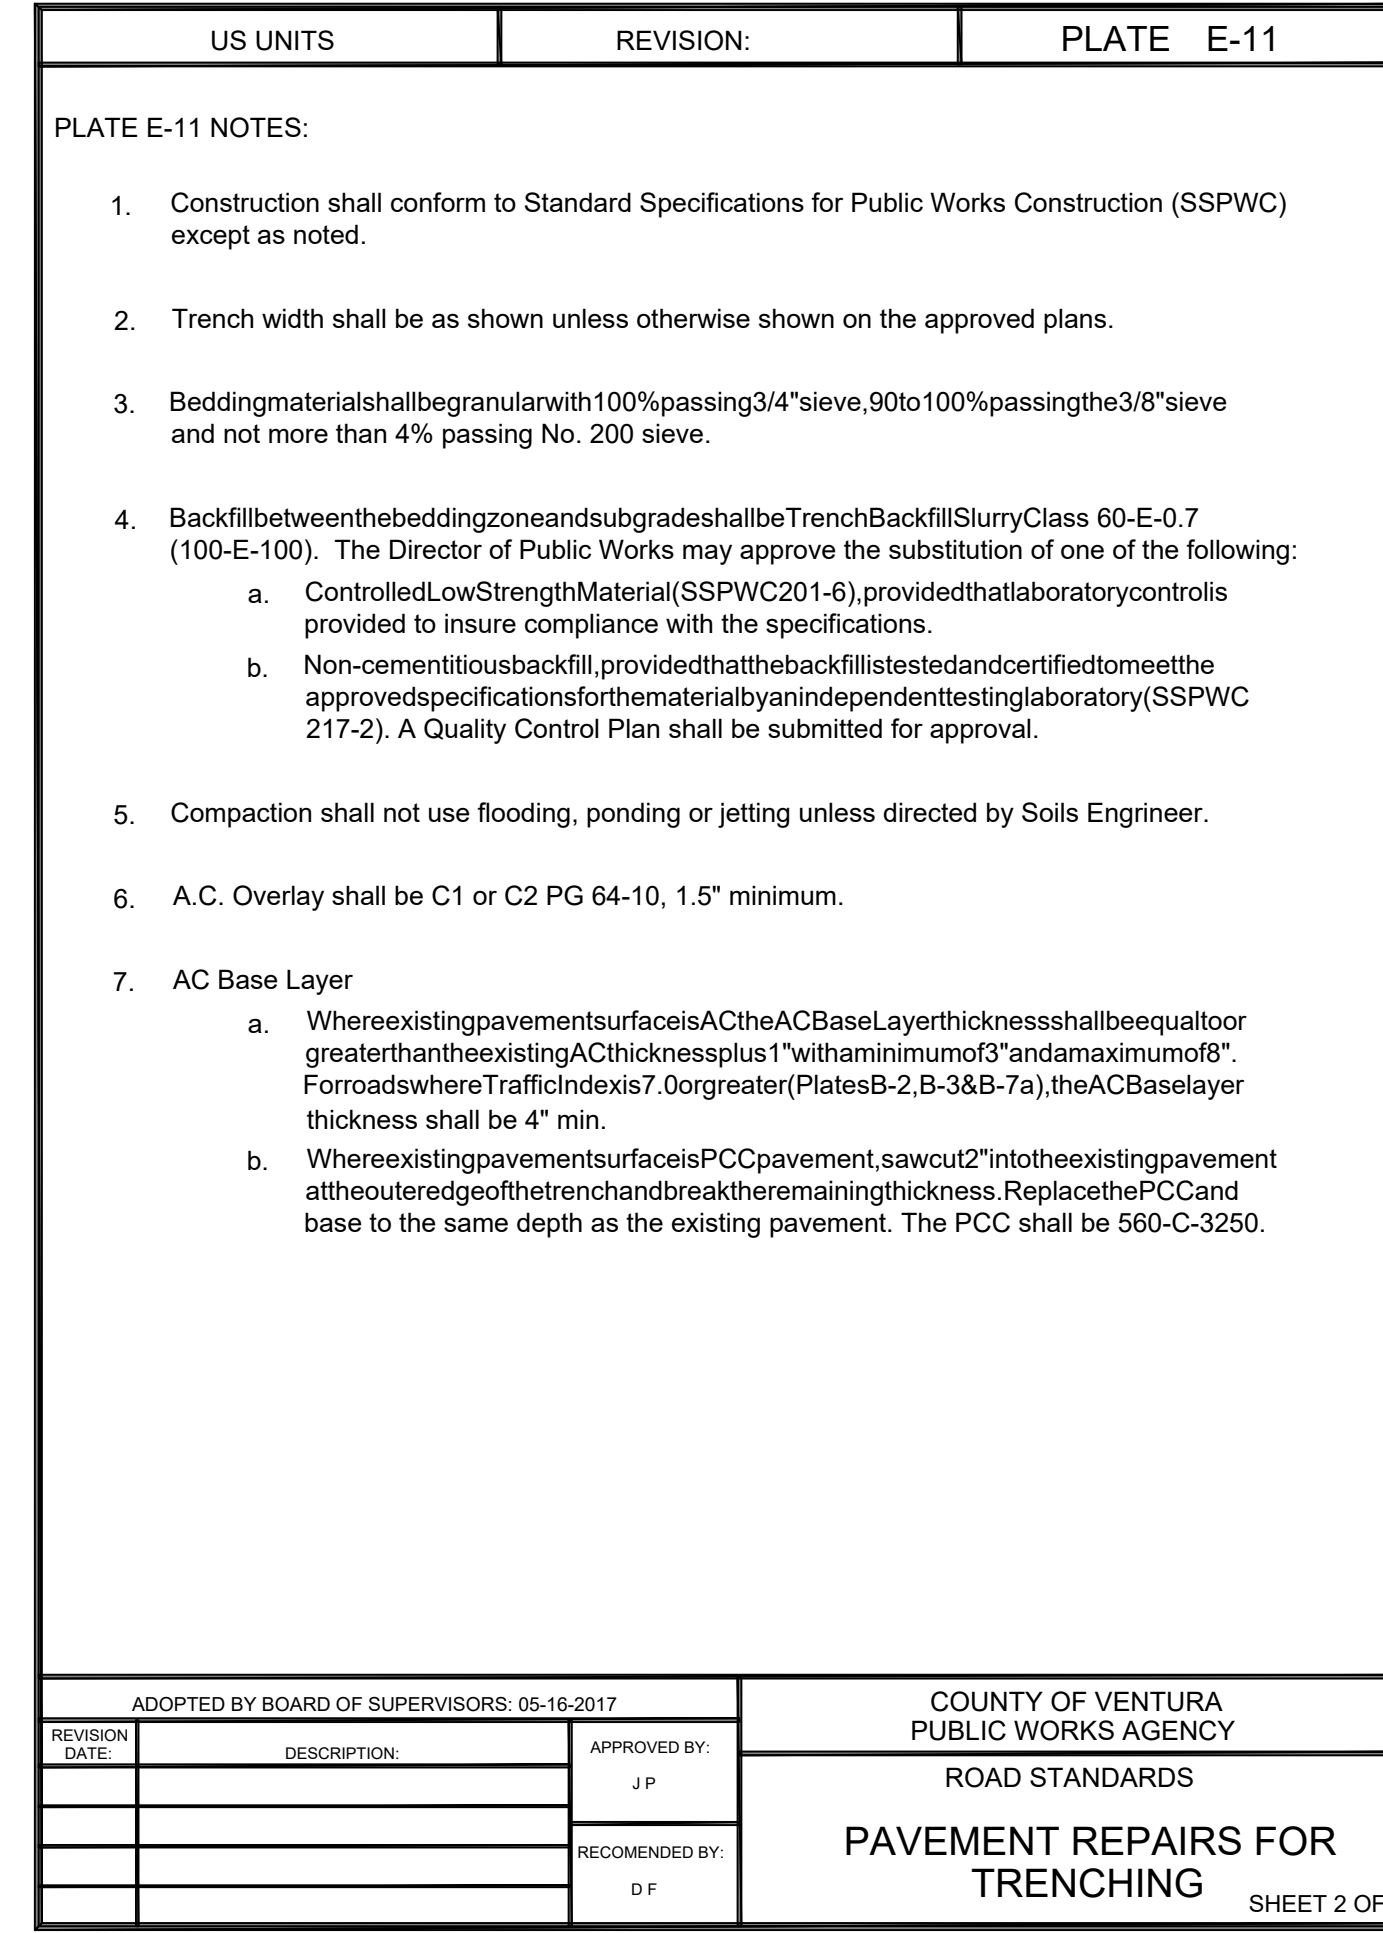 US UNITS REVISION: PLATE E-11
PLATE E-11 NOTES:
1. Construction shall conform to Standard Specifications for Public Works Construction (SSPWC)
except as noted.
2. Trench width shall be as shown unless otherwise shown on the approved plans.
3. Beddingmaterialshallbegranularwith100%passing3/4"sieve,90to100%passingthe3/8"sieve
and not more than 4% passing No. 200 sieve.
4. BackfillbetweenthebeddingzoneandsubgradeshallbeTrenchBackfillSlurryClass 60-E-0.7
(100-E-100). The Director of Public Works may approve the substitution of one of the following:
a. ControlledLowStrengthMaterial(SSPWC201-6),providedthatlaboratorycontrolis
provided to insure compliance with the specifications.
b. Non-cementitiousbackfill,providedthatthebackfillistestedandcertifiedtomeetthe
approvedspecificationsforthematerialbyanindependenttestinglaboratory(SSPWC
217-2). A Quality Control Plan shall be submitted for approval.
5. Compaction shall not use flooding, ponding or jetting unless directed by Soils Engrineer.
6. A.C. Overlay shall be C1 or C2 PG 64-10, 1.5" minimum.
7. AC Base Layer
a. WhereexistingpavementsurfaceisACtheACBaseLayerthicknessshallbeequaltoor
greaterthantheexistingACthicknessplus1"withaminimumof3"andamaximumof8".
ForroadswhereTrafficIndexis7.0orgreater(PlatesB-2,B-3&B-7a),theACBaselayer
thickness shall be 4" min.
b. WhereexistingpavementsurfaceisPCCpavement,sawcut2"intotheexistingpavement
attheouteredgeofthetrenchandbreaktheremainingthickness.ReplacethePCCand
base to the same depth as the existing pavement. The PCC shall be 560-C-3250.
ADOPTED BY BOARD OF SUPERVISORS: 05-16-2017
REVISION
DATE:
DESCRIPTION:
APPROVED BY:
J P
RECOMENDED BY:
D F
COUNTY OF VENTURA
PUBLIC WORKS AGENCY
ROAD STANDARDS
PAVEMENT REPAIRS FOR
TRENCHING
SHEET 2 OF